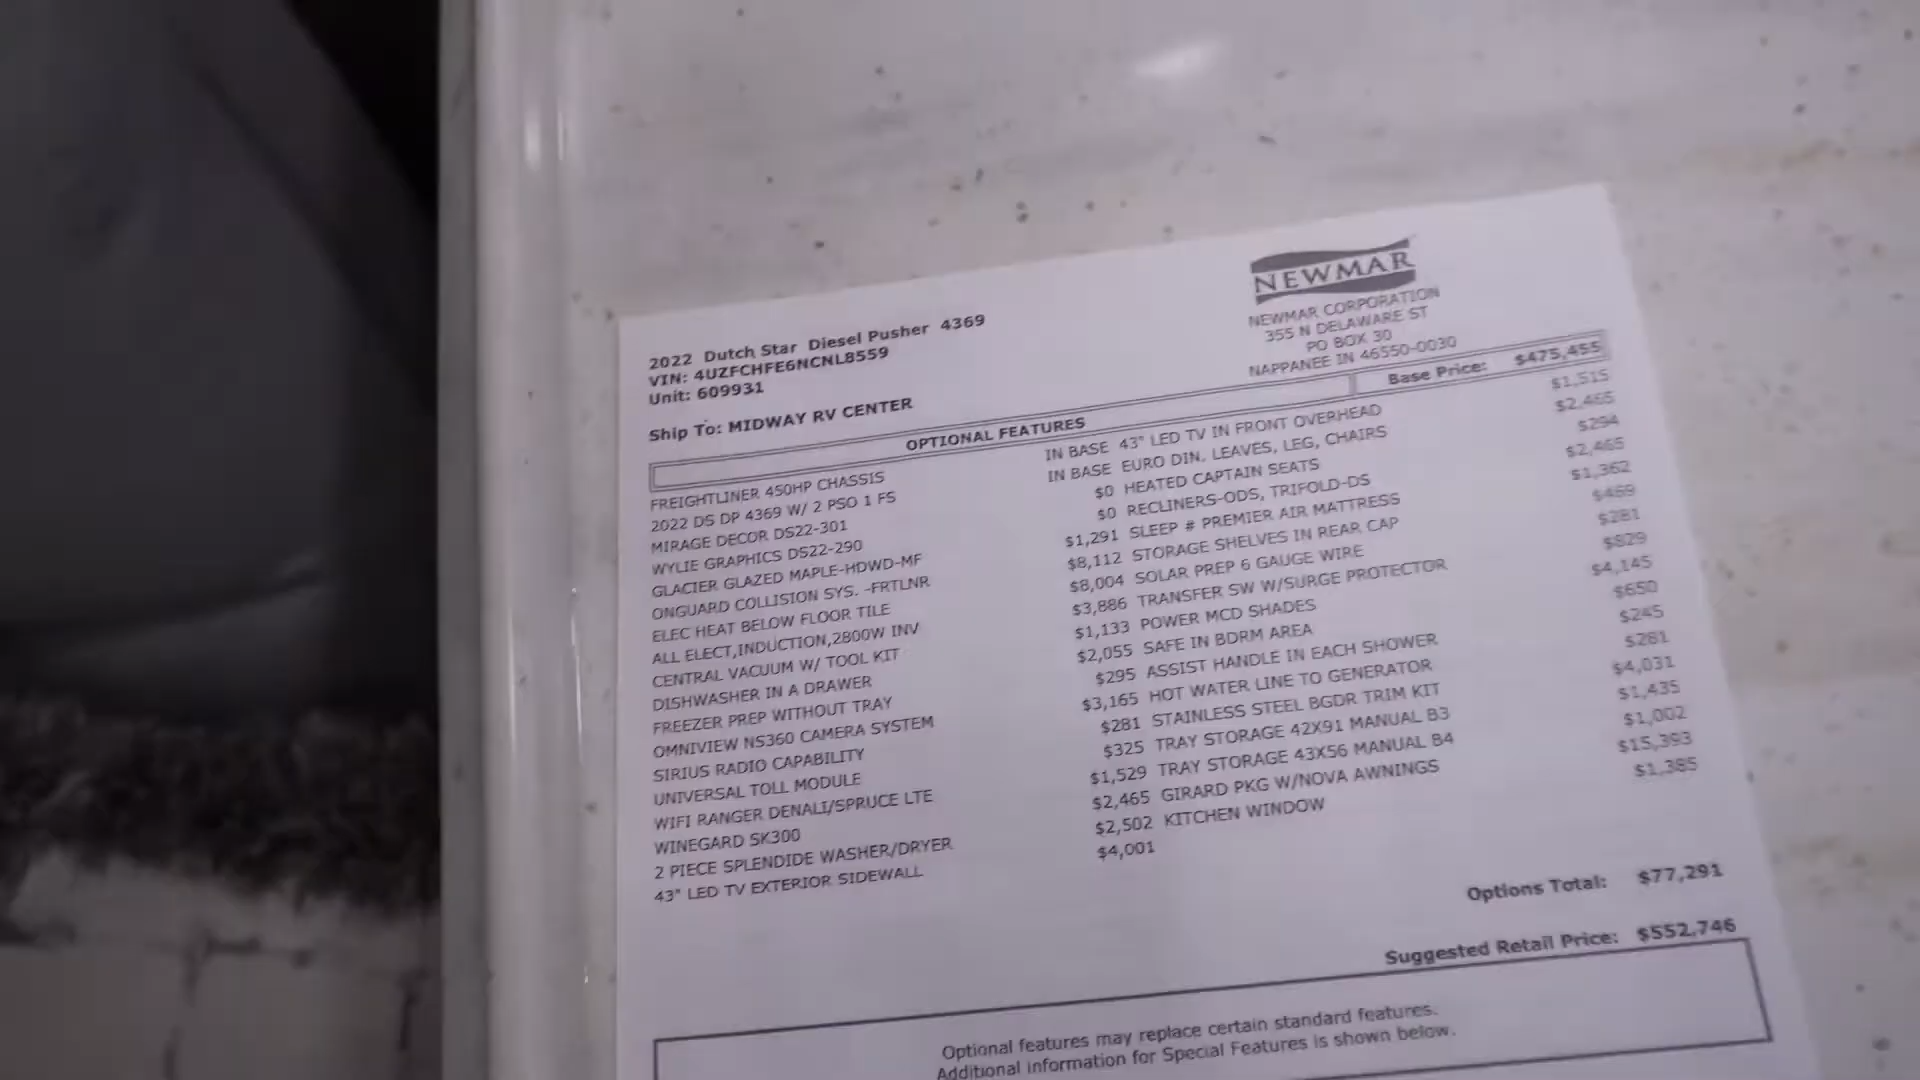 NEWMAR
NEWMAR CORPORATION
355 N DELAWARE ST
PO BOX 30
NAPPANEE IN 46550-0030
2022 Dutch Star Diesel Pusher 4369
VIN: 4UZFCHFE6NCNL8559
Unit: 609931
Ship To: MIDWAY RV CENTER
Base Price: $475,455
OPTIONAL FEATURES
FREIGHTLINER 450HP CHASSIS IN BASE 43" LED TV IN FRONT OVERHEAD $1,515
2022 DS DP 4369 W/ 2 PSO 1 FS IN BASE EURO DIN. LEAVES, LEG, CHAIRS $2,465
MIRAGE DECOR DS22-301 $0 HEATED CAPTAIN SEATS $294
WYLIE GRAPHICS DS22-290 $0 RECLINERS-ODS, TRIFOLD-DS $2,465
GLACIER GLAZED MAPLE-HDWD-MF $1,291 SLEEP # PREMIER AIR MATTRESS $1,362
ONGUARD COLLISION SYS. -FRTLNR $8,112 STORAGE SHELVES IN REAR CAP $469
ELEC HEAT BELOW FLOOR TILE $8,004 SOLAR PREP 6 GAUGE WIRE $281
ALL ELECT,INDUCTION,2800W INV $3,886 TRANSFER SW W/SURGE PROTECTOR $829
CENTRAL VACUUM W/ TOOL KIT $1,133 POWER MCD SHADES $4,145
DISHWASHER IN A DRAWER $2,055 SAFE IN BDRM AREA $650
FREEZER PREP WITHOUT TRAY $295 ASSIST HANDLE IN EACH SHOWER $245
OMNIVIEW NS360 CAMERA SYSTEM $3,165 HOT WATER LINE TO GENERATOR $281
SIRIUS RADIO CAPABILITY $281 STAINLESS STEEL BGDR TRIM KIT $4,031
UNIVERSAL TOLL MODULE $325 TRAY STORAGE 42X91 MANUAL B3 $1,435
WIFI RANGER DENALI/SPRUCE LTE $1,529 TRAY STORAGE 43X56 MANUAL B4 $1,002
WINEGARD SK300 $2,465 GIRARD PKG W/NOVA AWNINGS $15,393
2 PIECE SPLENDIDE WASHER/DRYER $2,502 KITCHEN WINDOW $1,385
43" LED TV EXTERIOR SIDEWALL $4,001
Options Total: $77,291
Suggested Retail Price: $552,746
Optional features may replace certain standard features.
Additional information for Special Features is shown below.